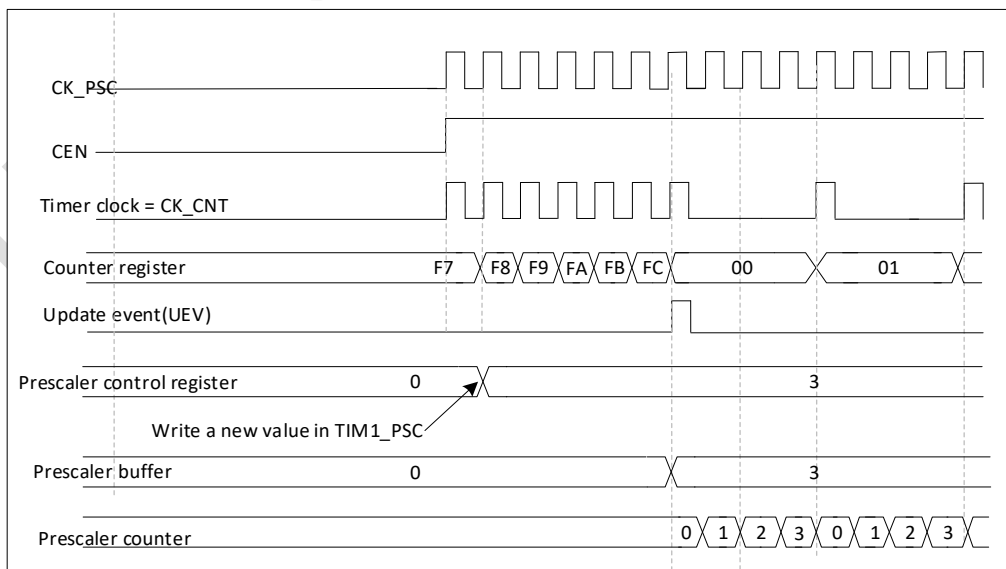 CK_PSC
CEN
Timer clock = CK_CNT
Counter register F7 F8 F9 FA FB FC 00 01
Update event(UEV)
Prescaler control register 0 3
Write a new value in TIM1_PSC
Prescaler buffer 0 3
Prescaler counter 0 1 2 3 0 1 2 3